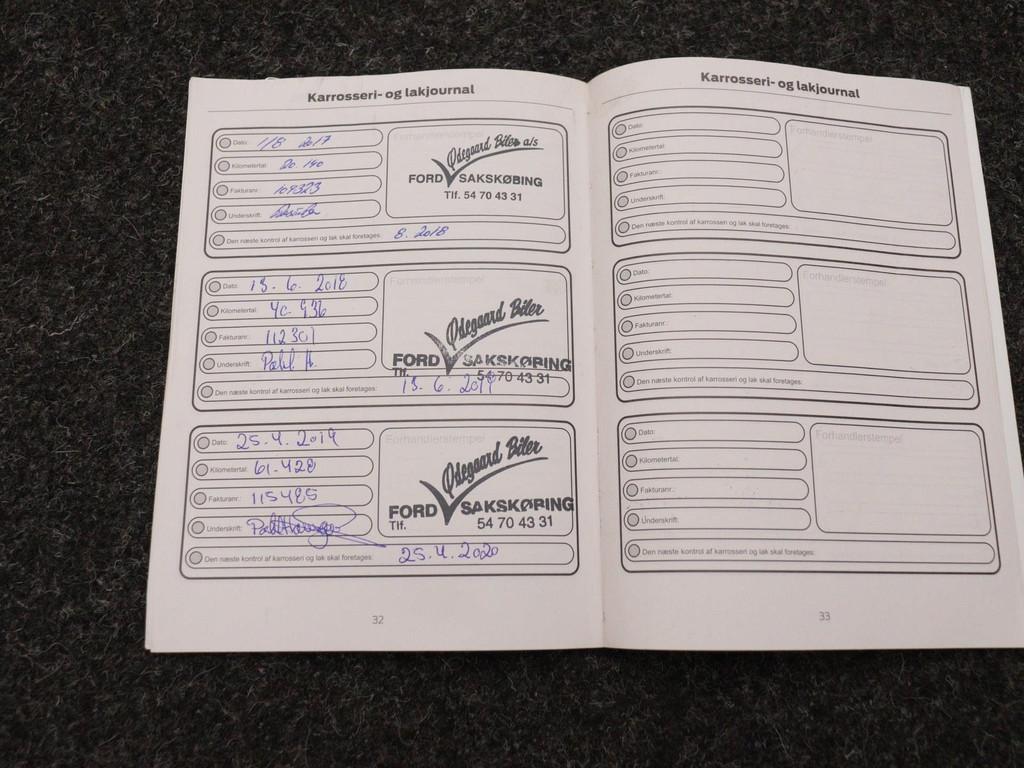 Karrosseri- og lakjournal
Dato: 1/8 2017
Kilometertal: 20.190
Fakturanr.: 109323
Underskrift:
Forhandlerstempel
Ødegaard Biler a/s
FORD SAKSKØBING
Tlf. 54 70 43 31
Den næste kontrol af karrosseri og lak skal foretages: 8. 2018
Dato: 13. 6. 2018
Kilometertal: 40.936
Fakturanr.: 112301
Underskrift:
Forhandlerstempel
Ødegaard Biler
FORD SAKSKØBING
Tlf. 54 70 43 31
Den næste kontrol af karrosseri og lak skal foretages: 13. 6. 2019
Dato: 25.4.2019
Kilometertal: 61.428
Fakturanr.: 115485
Underskrift:
Forhandlerstempel
Ødegaard Biler
FORD SAKSKØBING
Tlf. 54 70 43 31
Den næste kontrol af karrosseri og lak skal foretages: 25.4.2020
32
Karrosseri- og lakjournal
Dato:
Kilometertal:
Fakturanr.:
Underskrift:
Forhandlerstempel
Den næste kontrol af karrosseri og lak skal foretages:
Dato:
Kilometertal:
Fakturanr.:
Underskrift:
Forhandlerstempel
Den næste kontrol af karrosseri og lak skal foretages:
Dato:
Kilometertal:
Fakturanr.:
Underskrift:
Forhandlerstempel
Den næste kontrol af karrosseri og lak skal foretages:
33